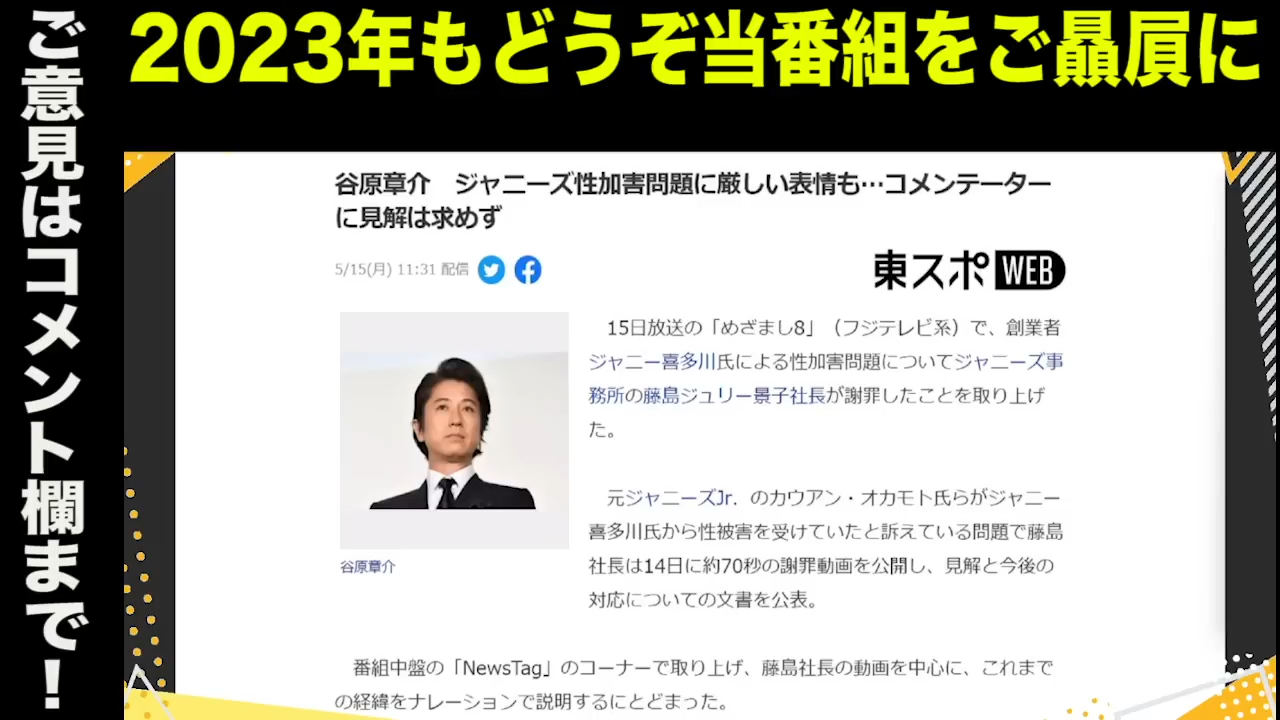 2023年もどうぞ当番組をご贔屓に
ご意見はコメント欄まで!
谷原章介　ジャニーズ性加害問題に厳しい表情も…コメンテーター
に見解は求めず
5/15(月) 11:31 配信
東スポWEB
15日放送の「めざまし8」（フジテレビ系）で、創業者
ジャニー喜多川氏による性加害問題についてジャニーズ事
務所の藤島ジュリー景子社長が謝罪したことを取り上げ
た。
元ジャニーズJr．のカウアン・オカモト氏らがジャニー
喜多川氏から性被害を受けていたと訴えている問題で藤島
社長は14日に約70秒の謝罪動画を公開し、見解と今後の
対応についての文書を公表。
谷原章介
番組中盤の「NewsTag」のコーナーで取り上げ、藤島社長の動画を中心に、これまで
の経緯をナレーションで説明するにとどまった。